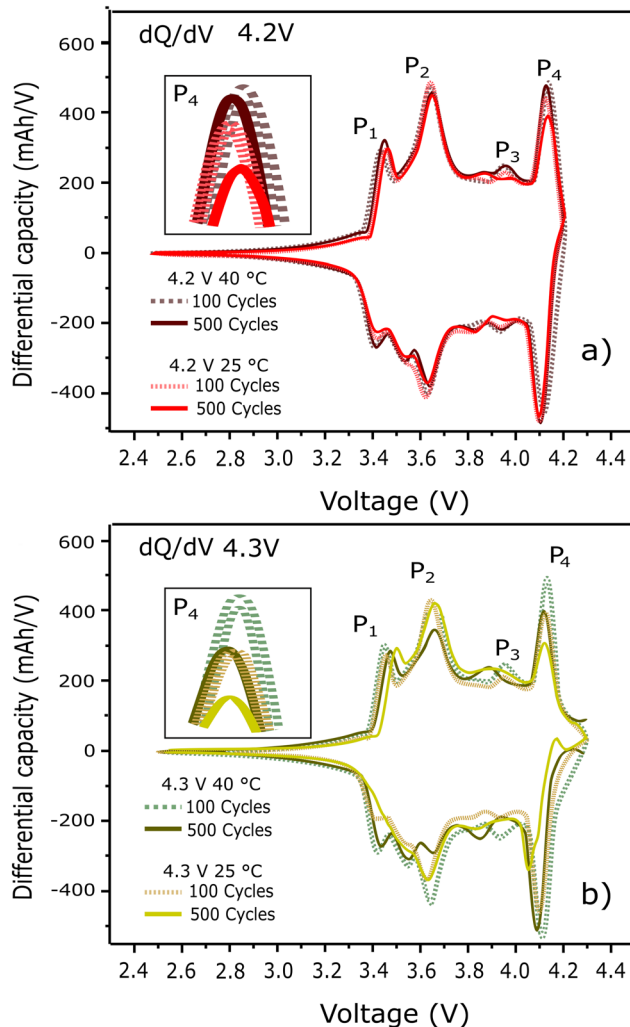 dQ/dV 4.2V
600
400
200
0
-200
-400
Differential capacity (mAh/V)
P4
P1
P2
P3
P4
4.2 V 40 °C
100 Cycles
500 Cycles
4.2 V 25 °C
100 Cycles
500 Cycles
a)
2.4 2.6 2.8 3.0 3.2 3.4 3.6 3.8 4.0 4.2 4.4
Voltage (V)
dQ/dV 4.3V
600
400
200
0
-200
-400
Differential capacity (mAh/V)
P4
P1
P2
P3
P4
4.3 V 40 °C
100 Cycles
500 Cycles
4.3 V 25 °C
100 Cycles
500 Cycles
b)
2.4 2.6 2.8 3.0 3.2 3.4 3.6 3.8 4.0 4.2 4.4
Voltage (V)